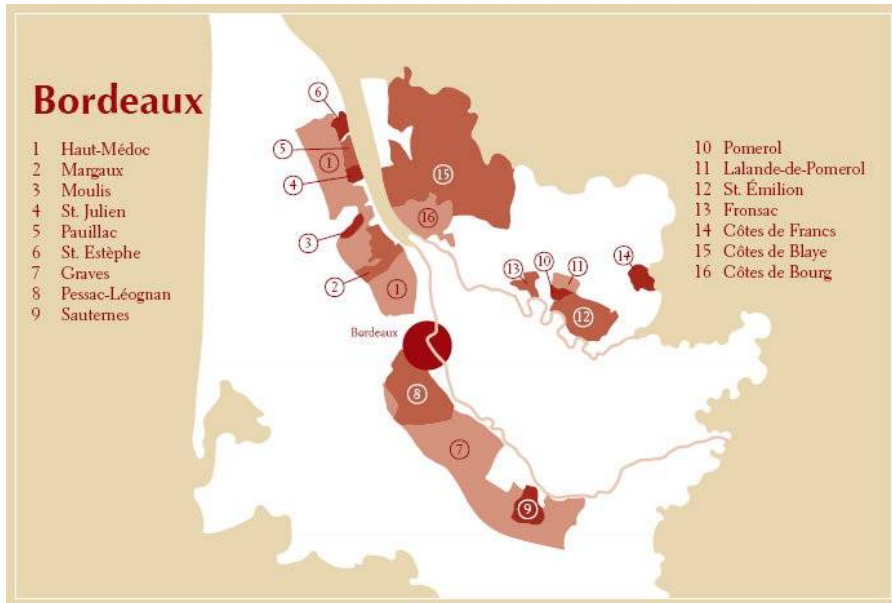 Bordeaux
1 Haut-Médoc
2 Margaux
3 Moulis
4 St. Julien
5 Pauillac
6 St. Estèphe
7 Graves
8 Pessac-Léognan
9 Sauternes
10 Pomerol
11 Lalande-de-Pomerol
12 St. Émilion
13 Fronsac
14 Côtes de Francs
15 Côtes de Blaye
16 Côtes de Bourg
6
5
1
4
15
16
3
2
1
13
10
11
14
12
Bordeaux
8
7
9